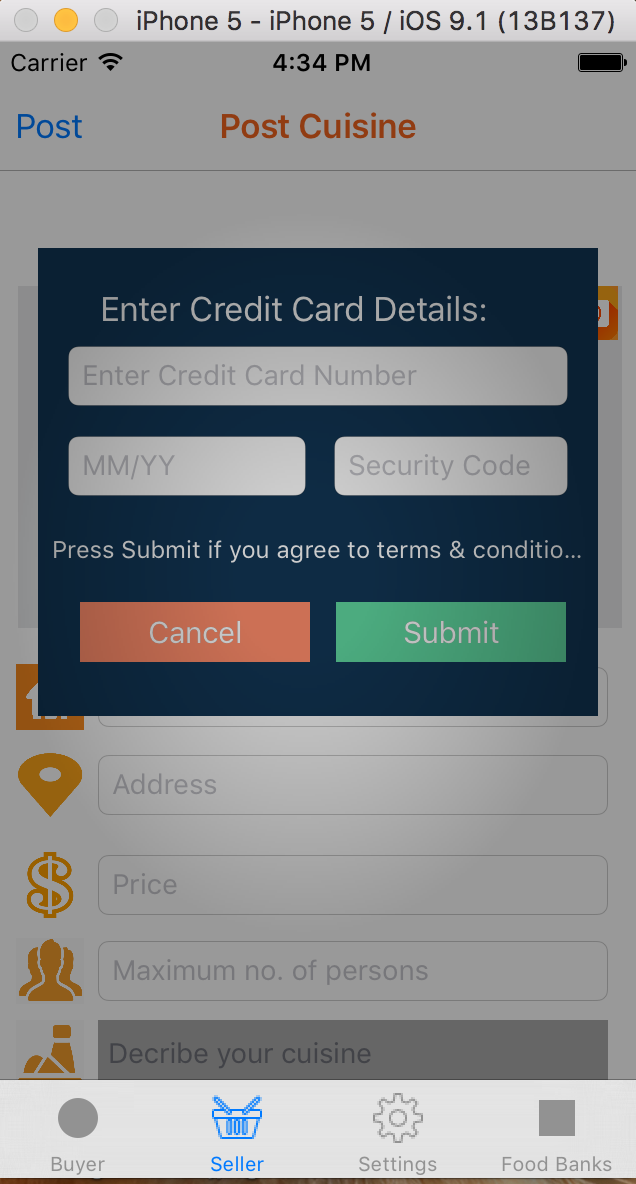 iPhone 5 - iPhone 5 / iOS 9.1 (13B137)
Carrier 4:34 PM
Post Post Cuisine
Enter Credit Card Details:
Enter Credit Card Number
MM/YY Security Code
Press Submit if you agree to terms & conditio...
Cancel Submit
Address
Price
Maximum no. of persons
Decribe your cuisine
Buyer Seller Settings Food Banks